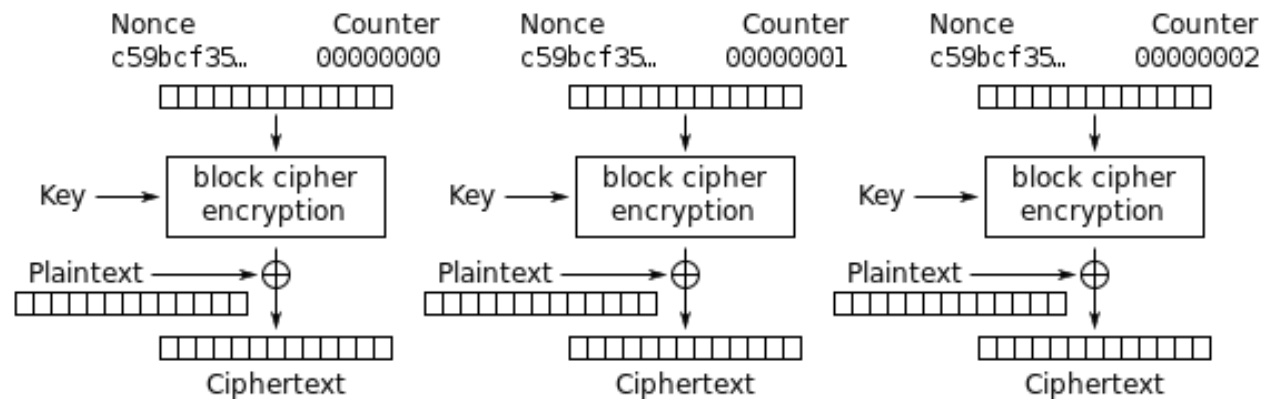 Nonce Counter
c59bcf35… 00000000
Key
block cipher
encryption
Plaintext
Ciphertext
Nonce Counter
c59bcf35… 00000001
Key
block cipher
encryption
Plaintext
Ciphertext
Nonce Counter
c59bcf35… 00000002
Key
block cipher
encryption
Plaintext
Ciphertext